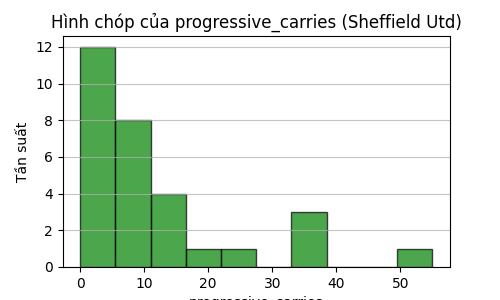 Hình chóp của progressive_carries (Sheffield Utd)
12
10
8
6
4
2
0
Tần suất
0 10 20 30 40 50
progressive_carries